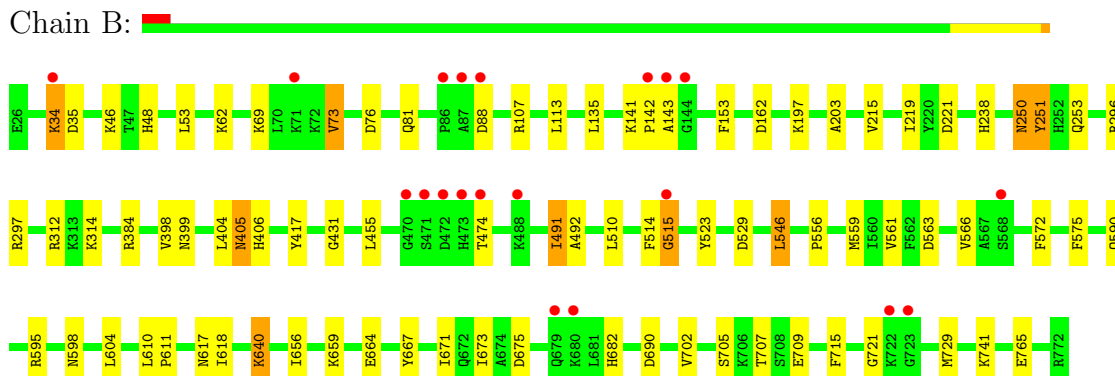 Chain B:
E26 K34 D35 K46 T47 H48 L53 K62 K69 L70 K71 K72 V73 D76 Q81 P86 A87 D88 R107 L113 L135 K141 P142 A143 G144 F153 D162 K197 A203 V215 I219 Y220 D221 H238 N250 Y251 H252 Q253
R297 R312 K313 K314 R384 V398 N399 L404 N405 H406 Y417 G431 L455 G470 S471 D472 H473 T474 K488 I491 A492 L510 F514 G515 Y523 D529 L546 P556 M559 I560 V561 F562 D563 V566 A567 S568 F572 F575
R595 N598 L604 L610 P611 N617 I618 K640 I656 K659 E664 Y667 I671 Q672 I673 A674 D675 Q679 K680 L681 H682 D690 V702 S705 K706 T707 S708 E709 F715 G721 K722 G723 M729 K741 E765 R772